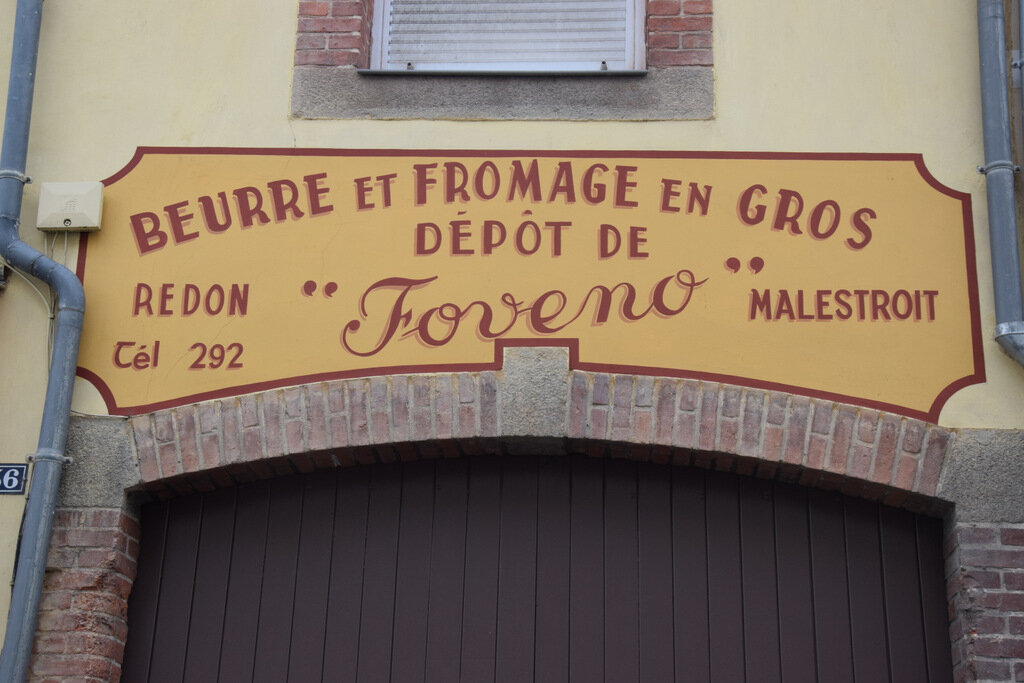 BEURRE ET FROMAGE EN GROS
DÉPÔT DE
REDON "Foveno" MALESTROIT
Tél 292